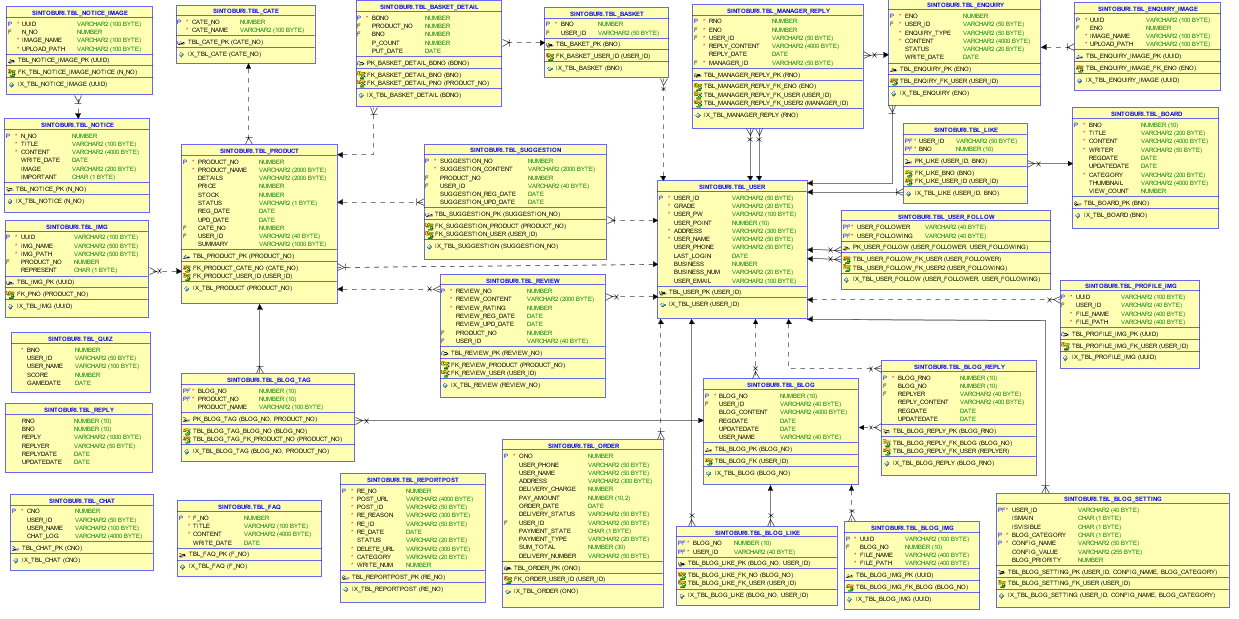 SINTOBURI.TBL_NOTICE_IMAGE
P * UUID VARCHAR2 (100 BYTE)
F N_NO NUMBER
* IMAGE_NAME VARCHAR2 (100 BYTE)
* UPLOAD_PATH VARCHAR2 (100 BYTE)
TBL_NOTICE_IMAGE_PK (UUID)
FK_TBL_NOTICE_IMAGE (N_NO)
IX_TBL_NOTICE_IMAGE (UUID)
SINTOBURI.TBL_CATE
P * CATE_NO NUMBER
* CATE_NAME VARCHAR2 (100 BYTE)
TBL_CATE_PK (CATE_NO)
IX_TBL_CATE (CATE_NO)
SINTOBURI.TBL_BASKET_DETAIL
P * BDNO NUMBER
F PRODUCT_NO NUMBER
F BNO NUMBER
P_COUNT NUMBER
PUT_DATE DATE
PK_BASKET_DETAIL_BDNO (BDNO)
FK_BASKET_DETAIL_BNO (BNO)
FK_BASKET_DETAIL_PNO (PRODUCT_NO)
IX_TBL_BASKET_DETAIL (BDNO)
SINTOBURI.TBL_BASKET
P * BNO NUMBER
F USER_ID VARCHAR2 (50 BYTE)
TBL_BAKET_PK (BNO)
FK_BASKET_USER_ID (USER_ID)
IX_TBL_BASKET (BNO)
SINTOBURI.TBL_MANAGER_REPLY
P * RNO NUMBER
F * ENO NUMBER
F * USER_ID VARCHAR2 (50 BYTE)
* REPLY_CONTENT VARCHAR2 (4000 BYTE)
REPLY_DATE DATE
F * MANAGER_ID VARCHAR2 (50 BYTE)
TBL_MANAGER_REPLY_PK (RNO)
TBL_MANAGER_REPLY_FK_ENO (ENO)
TBL_MANAGER_REPLY_FK_USER (USER_ID)
TBL_MANAGER_REPLY_FK_USER2 (MANAGER_ID)
IX_TBL_MANAGER_REPLY (RNO)
SINTOBURI.TBL_ENQUIRY
P * ENO NUMBER
F * USER_ID VARCHAR2 (50 BYTE)
* ENQUIRY_TYPE VARCHAR2 (50 BYTE)
* CONTENT VARCHAR2 (4000 BYTE)
STATUS VARCHAR2 (20 BYTE)
* WRITE_DATE DATE
TBL_ENQUIRY_PK (ENO)
TBL_ENQIRY_FK_USER (USER_ID)
IX_TBL_ENQUIRY (ENO)
SINTOBURI.TBL_ENQUIRY_IMAGE
P * UUID VARCHAR2 (100 BYTE)
F ENO NUMBER
* IMAGE_NAME VARCHAR2 (100 BYTE)
* UPLOAD_PATH VARCHAR2 (100 BYTE)
TBL_ENQUIRY_IMAGE_PK (UUID)
TBL_ENQUIRY_IMAGE_FK_ENO (ENO)
IX_TBL_ENQUIRY_IMAGE (UUID)
SINTOBURI.TBL_NOTICE
P * N_NO NUMBER
* TITLE VARCHAR2 (100 BYTE)
* CONTENT VARCHAR2 (4000 BYTE)
WRITE_DATE DATE
IMAGE VARCHAR2 (200 BYTE)
IMPORTANT CHAR (1 BYTE)
TBL_NOTICE_PK (N_NO)
IX_TBL_NOTICE (N_NO)
SINTOBURI.TBL_PRODUCT
P * PRODUCT_NO NUMBER
* PRODUCT_NAME VARCHAR2 (2000 BYTE)
DETAILS VARCHAR2 (2000 BYTE)
PRICE NUMBER
STOCK NUMBER
STATUS VARCHAR2 (1 BYTE)
REG_DATE DATE
UPD_DATE DATE
F CATE_NO NUMBER
F USER_ID VARCHAR2 (40 BYTE)
SUMMARY VARCHAR2 (1000 BYTE)
TBL_PRODUCT_PK (PRODUCT_NO)
FK_PRODUCT_CATE_NO (CATE_NO)
FK_PRODUCT_USER_ID (USER_ID)
IX_TBL_PRODUCT (PRODUCT_NO)
SINTOBURI.TBL_SUGGESTION
P * SUGGESTION_NO NUMBER
* SUGGESTION_CONTENT VARCHAR2 (2000 BYTE)
F PRODUCT_NO NUMBER
F USER_ID VARCHAR2 (40 BYTE)
SUGGESTION_REG_DATE DATE
SUGGESTION_UPD_DATE DATE
TBL_SUGGESTION_PK (SUGGESTION_NO)
FK_SUGGESTION_PRODUCT (PRODUCT_NO)
FK_SUGGESTION_USER (USER_ID)
IX_TBL_SUGGESTION (SUGGESTION_NO)
SINTOBURI.TBL_LIKE
PF* USER_ID VARCHAR2 (50 BYTE)
PF* BNO NUMBER (10)
PK_LIKE (USER_ID, BNO)
FK_LIKE_BNO (BNO)
FK_LIKE_USER_ID (USER_ID)
IX_TBL_LIKE (USER_ID, BNO)
SINTOBURI.TBL_BOARD
P * BNO NUMBER (10)
* TITLE VARCHAR2 (200 BYTE)
* CONTENT VARCHAR2 (4000 BYTE)
* WRITER VARCHAR2 (50 BYTE)
REGDATE DATE
UPDATEDATE DATE
* CATEGORY VARCHAR2 (200 BYTE)
THUMBNAIL VARCHAR2 (4000 BYTE)
VIEW_COUNT NUMBER
TBL_BOARD_PK (BNO)
IX_TBL_BOARD (BNO)
SINTOBURI.TBL_USER
P * USER_ID VARCHAR2 (50 BYTE)
* GRADE VARCHAR2 (20 BYTE)
* USER_PW VARCHAR2 (100 BYTE)
* USER_POINT NUMBER (10)
* ADDRESS VARCHAR2 (300 BYTE)
* USER_NAME VARCHAR2 (50 BYTE)
* USER_PHONE VARCHAR2 (50 BYTE)
LAST_LOGIN DATE
BUSINESS NUMBER
BUSINESS_NUM VARCHAR2 (20 BYTE)
USER_EMAIL VARCHAR2 (100 BYTE)
TBL_USER_PK (USER_ID)
IX_TBL_USER (USER_ID)
SINTOBURI.TBL_USER_FOLLOW
PF* USER_FOLLOWER VARCHAR2 (40 BYTE)
PF* USER_FOLLOWING VARCHAR2 (40 BYTE)
PK_USER_FOLLOW (USER_FOLLOWER, USER_FOLLOWING)
TBL_USER_FOLLOW_FK_USER (USER_FOLLOWER)
TBL_USER_FOLLOW_FK_USER2 (USER_FOLLOWING)
IX_TBL_USER_FOLLOW (USER_FOLLOWER, USER_FOLLOWING)
SINTOBURI.TBL_IMG
P * UUID VARCHAR2 (100 BYTE)
* IMG_NAME VARCHAR2 (500 BYTE)
* IMG_PATH VARCHAR2 (500 BYTE)
F PRODUCT_NO NUMBER
REPRESENT CHAR (1 BYTE)
TBL_IMG_PK (UUID)
FK_PNO (PRODUCT_NO)
IX_TBL_IMG (UUID)
SINTOBURI.TBL_REVIEW
P * REVIEW_NO NUMBER
* REVIEW_CONTENT VARCHAR2 (2000 BYTE)
* REVIEW_RATING NUMBER
REVIEW_REG_DATE DATE
REVIEW_UPD_DATE DATE
F PRODUCT_NO NUMBER
F USER_ID VARCHAR2 (40 BYTE)
TBL_REVIEW_PK (REVIEW_NO)
FK_REVIEW_PRODUCT (PRODUCT_NO)
FK_REVIEW_USER (USER_ID)
IX_TBL_REVIEW (REVIEW_NO)
SINTOBURI.TBL_PROFILE_IMG
P * UUID VARCHAR2 (100 BYTE)
F USER_ID VARCHAR2 (40 BYTE)
* FILE_NAME VARCHAR2 (400 BYTE)
* FILE_PATH VARCHAR2 (400 BYTE)
TBL_PROFILE_IMG_PK (UUID)
TBL_PROFILE_IMG_FK_USER (USER_ID)
IX_TBL_PROFILE_IMG (UUID)
SINTOBURI.TBL_QUIZ
* BNO NUMBER
USER_ID VARCHAR2 (50 BYTE)
USER_NAME VARCHAR2 (100 BYTE)
SCORE NUMBER
GAMEDATE DATE
SINTOBURI.TBL_BLOG_TAG
PF* BLOG_NO NUMBER (10)
PF* PRODUCT_NO NUMBER (10)
PRODUCT_NAME VARCHAR2 (100 BYTE)
PK_BLOG_TAG (BLOG_NO, PRODUCT_NO)
TBL_BLOG_TAG_BLOG_NO (BLOG_NO)
TBL_BLOG_TAG_FK_PRODUCT_NO (PRODUCT_NO)
IX_TBL_BLOG_TAG (BLOG_NO, PRODUCT_NO)
SINTOBURI.TBL_BLOG
P * BLOG_NO NUMBER (10)
F USER_ID VARCHAR2 (40 BYTE)
BLOG_CONTENT VARCHAR2 (4000 BYTE)
REGDATE DATE
UPDATEDATE DATE
USER_NAME VARCHAR2 (40 BYTE)
TBL_BLOG_PK (BLOG_NO)
TBL_BLOG_FK (USER_ID)
IX_TBL_BLOG (BLOG_NO)
SINTOBURI.TBL_BLOG_REPLY
P * BLOG_RNO NUMBER (10)
F BLOG_NO NUMBER (10)
F REPLYER VARCHAR2 (40 BYTE)
REPLY_CONTENT VARCHAR2 (400 BYTE)
REGDATE DATE
UPDATEDATE DATE
TBL_BLOG_REPLY_PK (BLOG_RNO)
TBL_BLOG_REPLY_FK_BLOG (BLOG_NO)
TBL_BLOG_REPLY_FK_USER (REPLYER)
IX_TBL_BLOG_REPLY (BLOG_RNO)
SINTOBURI.TBL_REPLY
RNO NUMBER (10)
BNO NUMBER (10)
REPLY VARCHAR2 (1000 BYTE)
REPLYER VARCHAR2 (50 BYTE)
REPLYDATE DATE
UPDATEDATE DATE
SINTOBURI.TBL_ORDER
P * ONO NUMBER
* USER_PHONE VARCHAR2 (50 BYTE)
USER_NAME VARCHAR2 (50 BYTE)
ADDRESS VARCHAR2 (300 BYTE)
DELIVERY_CHARGE NUMBER
PAY_AMOUNT NUMBER (10,2)
ORDER_DATE DATE
DELIVERY_STATUS VARCHAR2 (50 BYTE)
F USER_ID VARCHAR2 (50 BYTE)
PAYMENT_STATE CHAR (1 BYTE)
PAYMENT_TYPE VARCHAR2 (20 BYTE)
SUM_TOTAL NUMBER (30)
DELIVERY_NUMBER VARCHAR2 (50 BYTE)
TBL_ORDER_PK (ONO)
FK_ORDER_USER_ID (USER_ID)
IX_TBL_ORDER (ONO)
SINTOBURI.TBL_CHAT
P * CNO NUMBER
USER_ID VARCHAR2 (50 BYTE)
USER_NAME VARCHAR2 (100 BYTE)
CHAT_LOG VARCHAR2 (4000 BYTE)
TBL_CHAT_PK (CNO)
IX_TBL_CHAT (CNO)
SINTOBURI.TBL_FAQ
P * F_NO NUMBER
* TITLE VARCHAR2 (100 BYTE)
* CONTENT VARCHAR2 (4000 BYTE)
WRITE_DATE DATE
TBL_FAQ_PK (F_NO)
IX_TBL_FAQ (F_NO)
SINTOBURI.TBL_REPORTPOST
P * RE_NO NUMBER
* POST_URL VARCHAR2 (4000 BYTE)
* POST_ID VARCHAR2 (50 BYTE)
* RE_REASON VARCHAR2 (300 BYTE)
* RE_ID VARCHAR2 (50 BYTE)
* RE_DATE DATE
STATUS VARCHAR2 (20 BYTE)
* DELETE_URL VARCHAR2 (300 BYTE)
* CATEGORY VARCHAR2 (20 BYTE)
* WRITE_NUM NUMBER
TBL_REPORTPOST_PK (RE_NO)
IX_TBL_REPORTPOST (RE_NO)
SINTOBURI.TBL_BLOG_LIKE
PF* BLOG_NO NUMBER (10)
PF* USER_ID VARCHAR2 (40 BYTE)
TBL_BLOG_LIKE_PK (BLOG_NO, USER_ID)
TBL_BLOG_LIKE_FK_NO (BLOG_NO)
TBL_BLOG_LIKE_FK_USER (USER_ID)
IX_TBL_BLOG_LIKE (BLOG_NO, USER_ID)
SINTOBURI.TBL_BLOG_IMG
P * UUID VARCHAR2 (100 BYTE)
F BLOG_NO NUMBER (10)
* FILE_NAME VARCHAR2 (400 BYTE)
* FILE_PATH VARCHAR2 (400 BYTE)
TBL_BLOG_IMG_PK (UUID)
TBL_BLOG_IMG_FK_BLOG (BLOG_NO)
IX_TBL_BLOG_IMG (UUID)
SINTOBURI.TBL_BLOG_SETTING
PF* USER_ID VARCHAR2 (40 BYTE)
ISMAIN CHAR (1 BYTE)
ISVISIBLE CHAR (1 BYTE)
P * BLOG_CATEGORY CHAR (1 BYTE)
P * CONFIG_NAME VARCHAR2 (50 BYTE)
CONFIG_VALUE VARCHAR2 (255 BYTE)
BLOG_PRIORITY NUMBER
TBL_BLOG_SETTING_PK (USER_ID, CONFIG_NAME, BLOG_CATEGORY)
TBL_BLOG_SETTING_FK_USER (USER_ID)
IX_TBL_BLOG_SETTING (USER_ID, CONFIG_NAME, BLOG_CATEGORY)